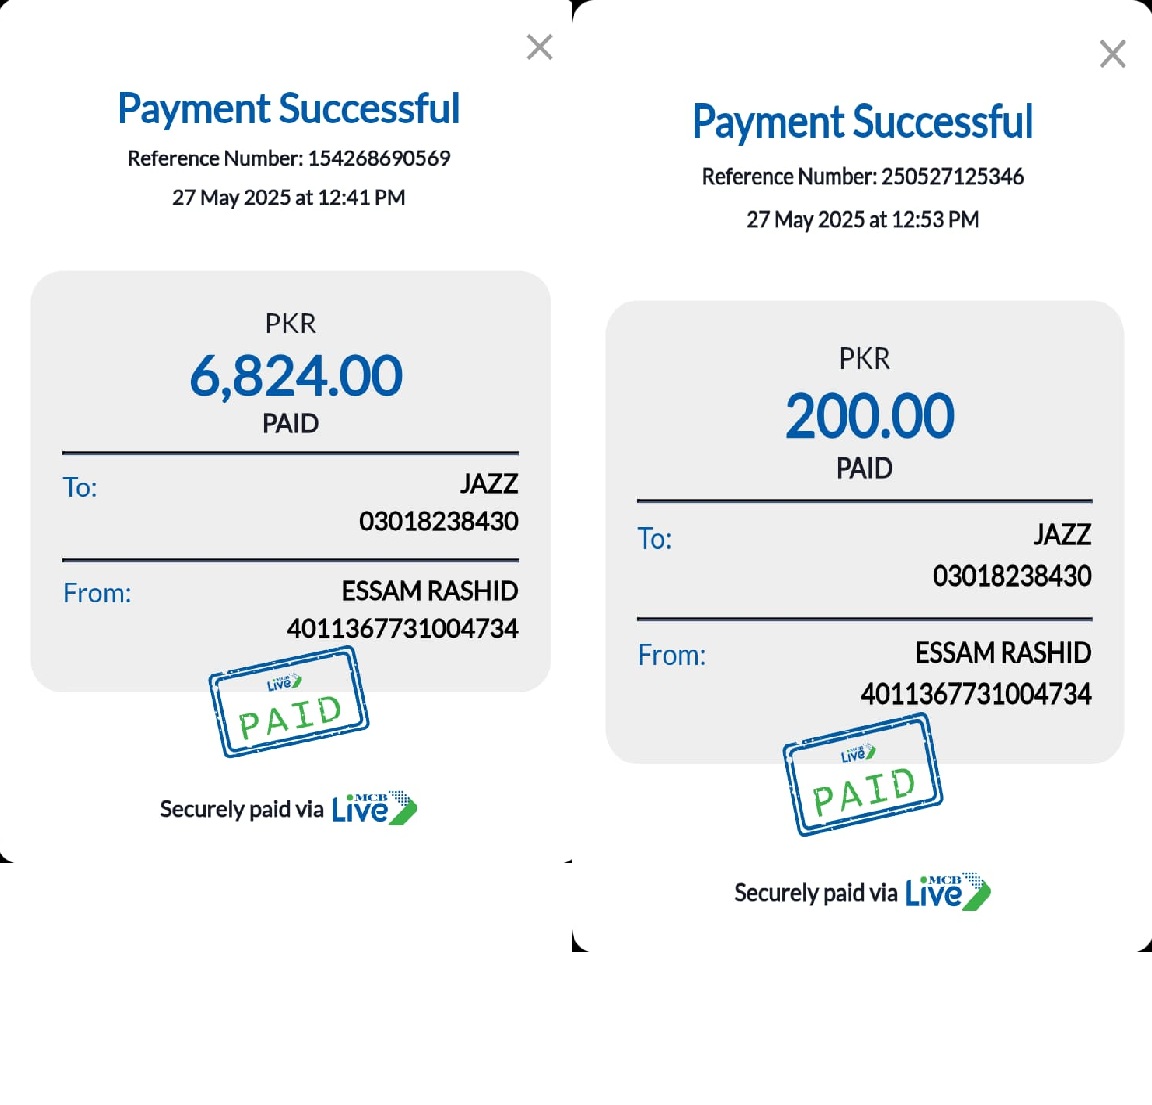 Payment Successful
Reference Number: 154268690569
27 May 2025 at 12:41 PM
PKR
6,824.00
PAID
To:
JAZZ
03018238430
From:
ESSAM RASHID
4011367731004734
Live
PAID
Securely paid via MCB Live
Payment Successful
Reference Number: 250527125346
27 May 2025 at 12:53 PM
PKR
200.00
PAID
To:
JAZZ
03018238430
From:
ESSAM RASHID
4011367731004734
Live
PAID
Securely paid via MCB Live